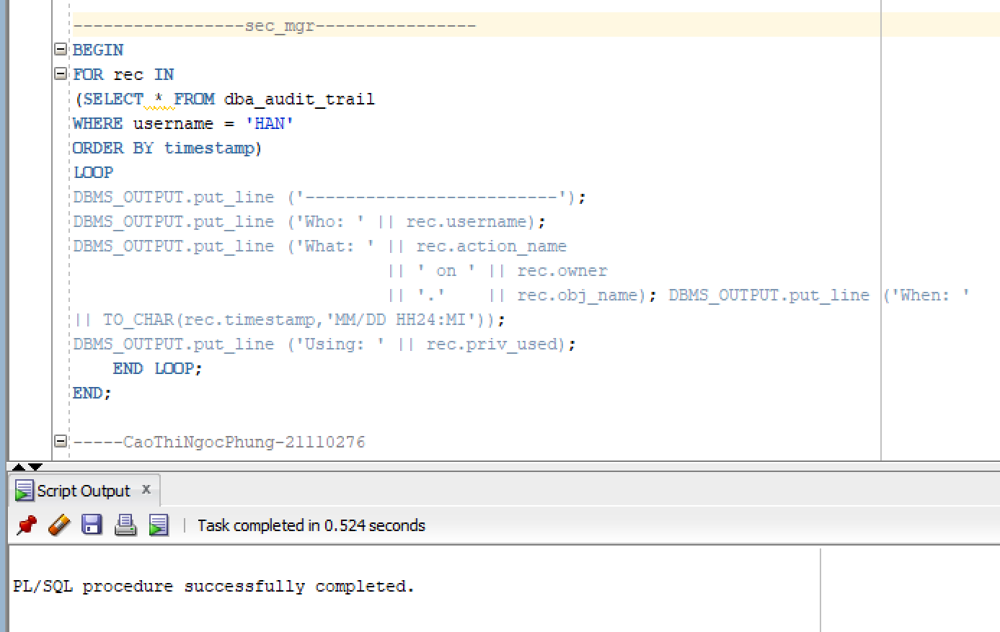 -----------------sec_mgr----------------
BEGIN
FOR rec IN
(SELECT * FROM dba_audit_trail
WHERE username = 'HAN'
ORDER BY timestamp)
LOOP
DBMS_OUTPUT.put_line ('-------------------------');
DBMS_OUTPUT.put_line ('Who: ' || rec.username);
DBMS_OUTPUT.put_line ('What: ' || rec.action_name
|| ' on ' || rec.owner
|| '.'    || rec.obj_name); DBMS_OUTPUT.put_line ('When: '
|| TO_CHAR(rec.timestamp,'MM/DD HH24:MI'));
DBMS_OUTPUT.put_line ('Using: ' || rec.priv_used);
END LOOP;
END;
-----CaoThiNgocPhung-21110276
Script Output x
Task completed in 0.524 seconds
PL/SQL procedure successfully completed.